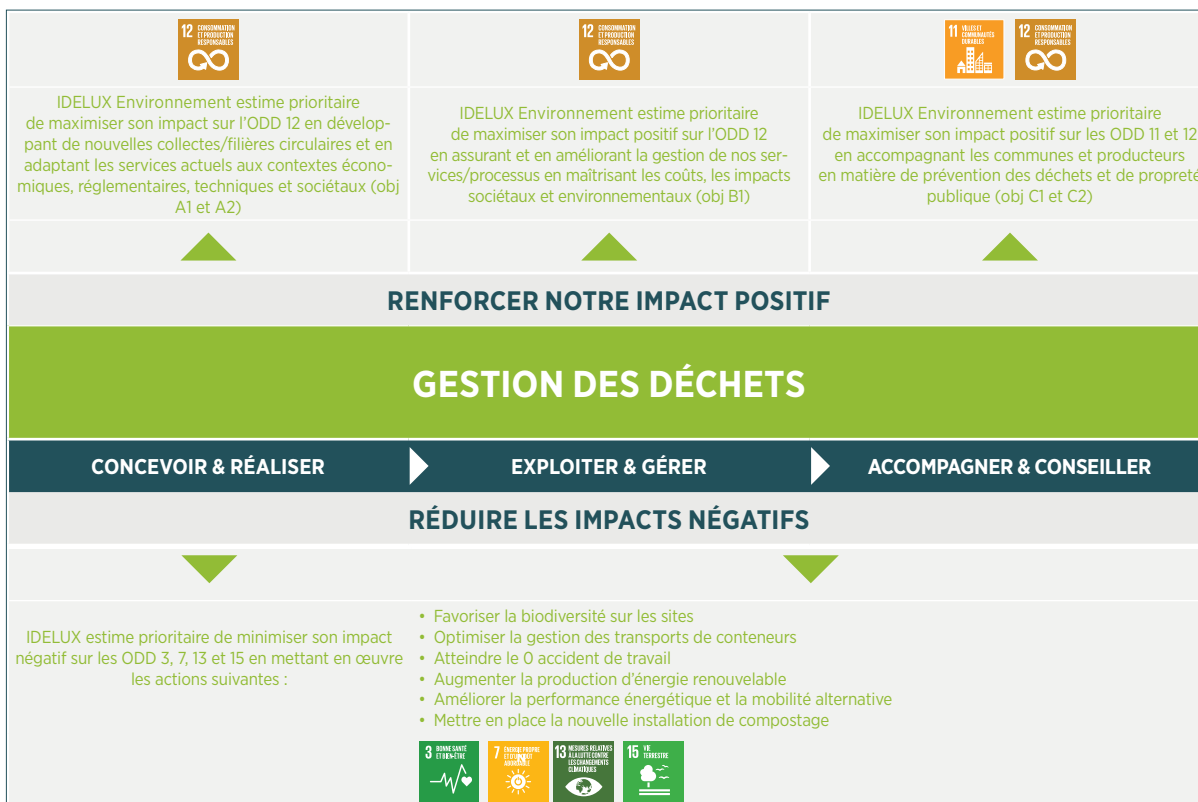 12 CONSOMMATION
ET PRODUCTION
RESPONSABLES
IDELUX Environnement estime prioritaire
de maximiser son impact sur l'ODD 12 en dévelop-
pant de nouvelles collectes/filières circulaires et en
adaptant les services actuels aux contextes écono-
miques, réglementaires, techniques et sociétaux (obj
A1 et A2)
12 CONSOMMATION
ET PRODUCTION
RESPONSABLES
IDELUX Environnement estime prioritaire
de maximiser son impact positif sur l'ODD 12
en assurant et en améliorant la gestion de nos ser-
vices/processus en maîtrisant les coûts, les impacts
sociétaux et environnementaux (obj B1)
11 VILLES ET
COMMUNAUTÉS
DURABLES
12 CONSOMMATION
ET PRODUCTION
RESPONSABLES
IDELUX Environnement estime prioritaire
de maximiser son impact positif sur les ODD 11 et 12
en accompagnant les communes et producteurs
en matière de prévention des déchets et de propreté
publique (obj C1 et C2)
RENFORCER NOTRE IMPACT POSITIF
GESTION DES DÉCHETS
CONCEVOIR & RÉALISER
EXPLOITER & GÉRER
ACCOMPAGNER & CONSEILLER
RÉDUIRE LES IMPACTS NÉGATIFS
IDELUX estime prioritaire de minimiser son impact
négatif sur les ODD 3, 7, 13 et 15 en mettant en œuvre
les actions suivantes :
• Favoriser la biodiversité sur les sites
• Optimiser la gestion des transports de conteneurs
• Atteindre le 0 accident de travail
• Augmenter la production d'énergie renouvelable
• Améliorer la performance énergétique et la mobilité alternative
• Mettre en place la nouvelle installation de compostage
3 BONNE SANTÉ
ET BIEN-ÊTRE
7 ÉNERGIE PROPRE
ET D'UN COÛT
ABORDABLE
13 MESURES RELATIVES
À LA LUTTE CONTRE
LES CHANGEMENTS
CLIMATIQUES
15 VIE
TERRESTRE